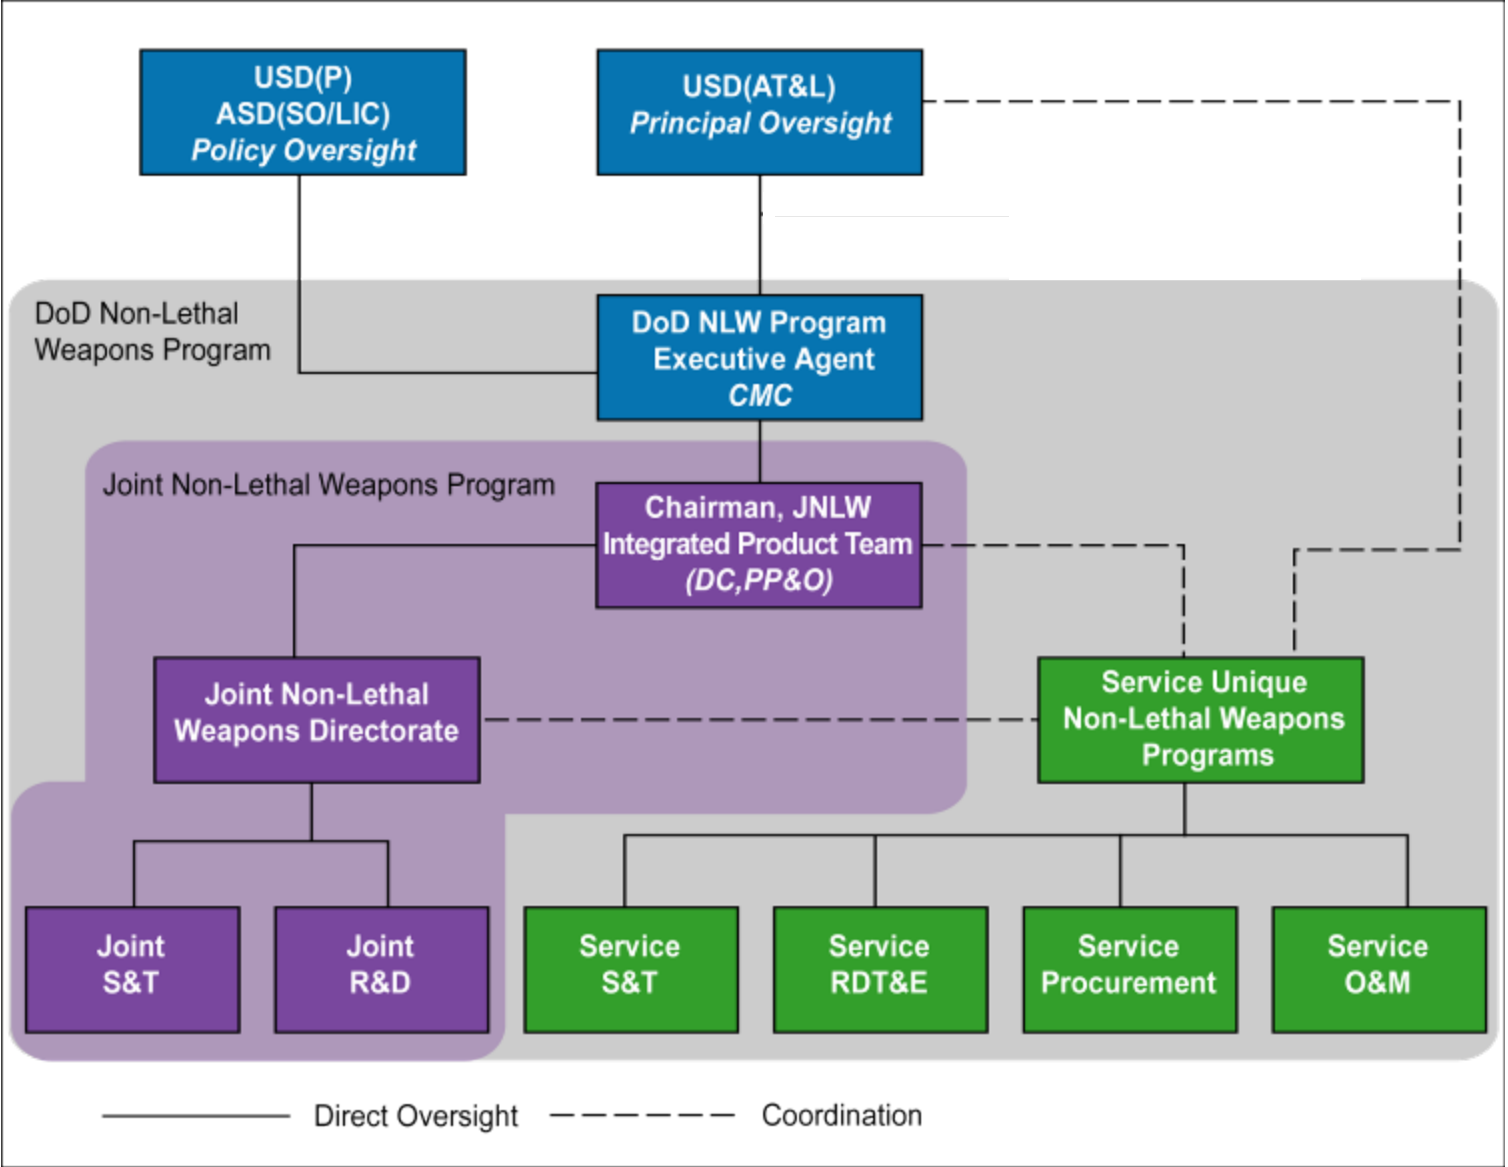 USD(P)
ASD(SO/LIC)
Policy Oversight
USD(AT&L)
Principal Oversight
DoD Non-Lethal
Weapons Program
DoD NLW Program
Executive Agent
CMC
Joint Non-Lethal Weapons Program
Chairman, JNLW
Integrated Product Team
(DC,PP&O)
Joint Non-Lethal
Weapons Directorate
Service Unique
Non-Lethal Weapons
Programs
Joint
S&T
Joint
R&D
Service
S&T
Service
RDT&E
Service
Procurement
Service
O&M
Direct Oversight
Coordination